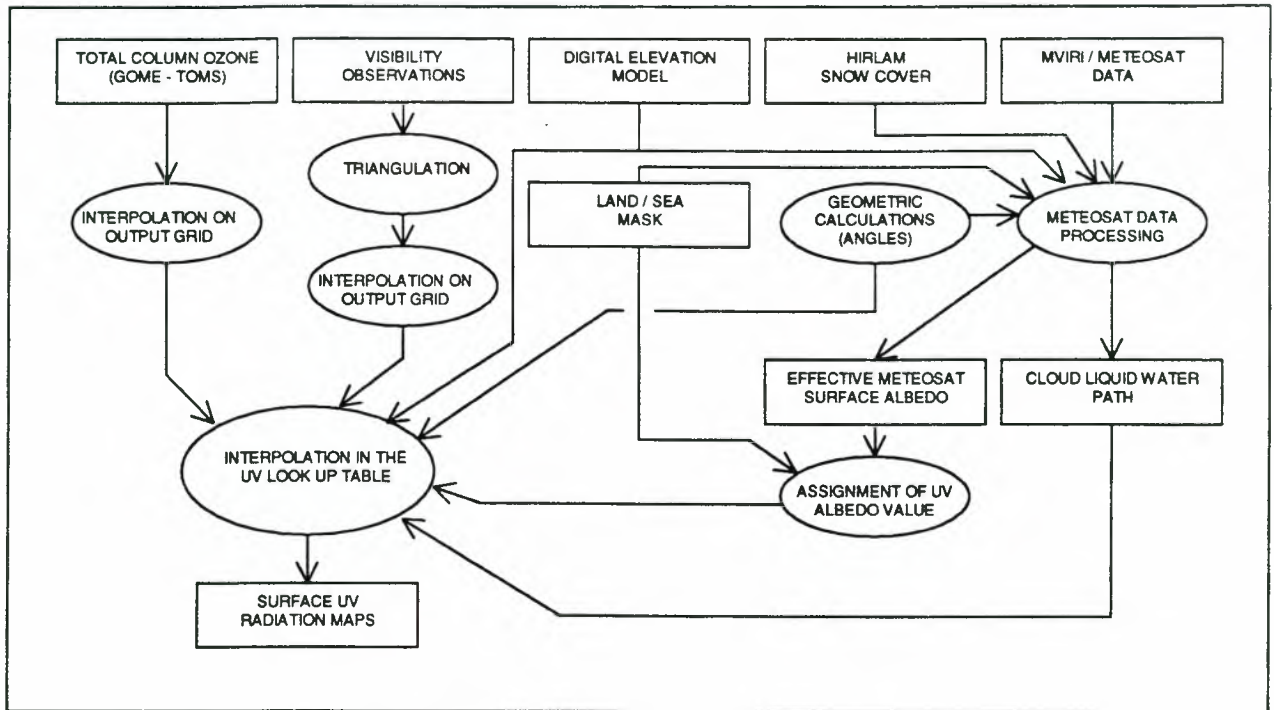 TOTAL COLUMN OZONE
(GOME - TOMS)
VISIBILITY
OBSERVATIONS
DIGITAL ELEVATION
MODEL
HIRLAM
SNOW COVER
MVIRI / METEOSAT
DATA
TRIANGULATION
INTERPOLATION ON
OUTPUT GRID
LAND / SEA
MASK
GEOMETRIC
CALCULATIONS
(ANGLES)
METEOSAT DATA
PROCESSING
INTERPOLATION ON
OUTPUT GRID
EFFECTIVE METEOSAT
SURFACE ALBEDO
CLOUD LIQUID WATER
PATH
INTERPOLATION IN THE
UV LOOK UP TABLE
ASSIGNMENT OF UV
ALBEDO VALUE
SURFACE UV
RADIATION MAPS